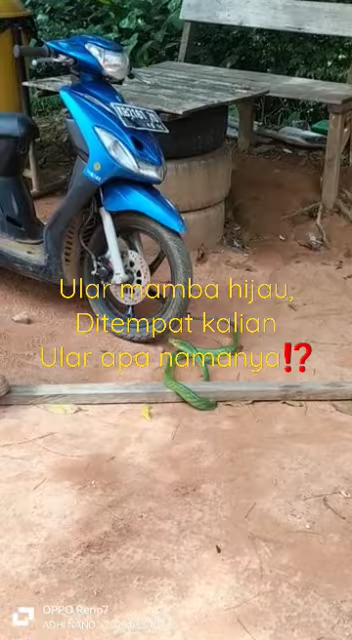 Ular mamba hijau,
Ditempat kalian
Ular apa namanya⁉️
OPPO Reno7